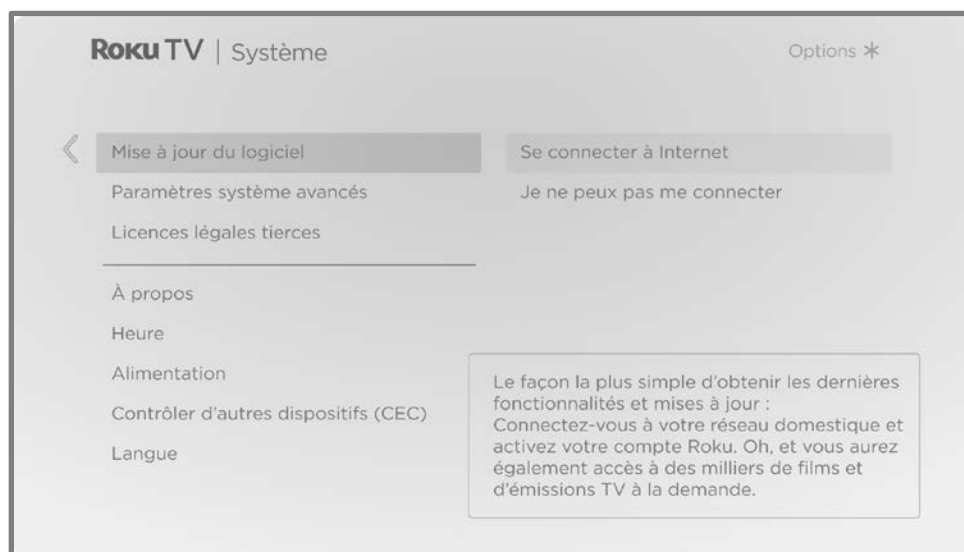 Roku TV | Système
Options *
Mise à jour du logiciel
Se connecter à Internet
Paramètres système avancés
Je ne peux pas me connecter
Licences légales tierces
À propos
Heure
Alimentation
Contrôler d'autres dispositifs (CEC)
Langue
Le façon la plus simple d'obtenir les dernières
fonctionnalités et mises à jour :
Connectez-vous à votre réseau domestique et
activez votre compte Roku. Oh, et vous aurez
également accès à des milliers de films et
d'émissions TV à la demande.